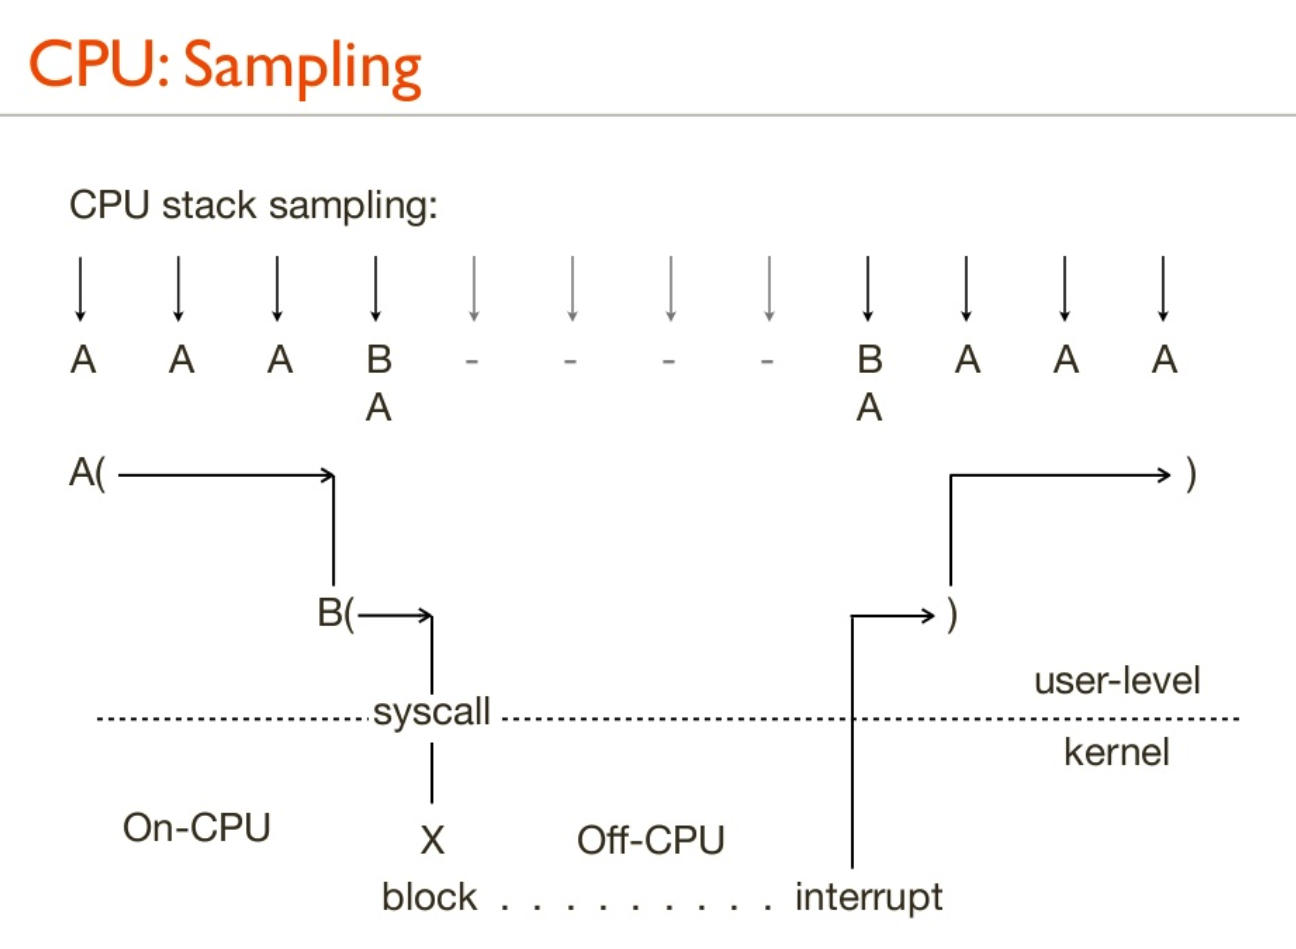 CPU: Sampling
CPU stack sampling:
A A A B - - - - B A A A
A A
A( )
B( )
user-level
syscall
kernel
On-CPU X Off-CPU
block . . . . . . . . . interrupt